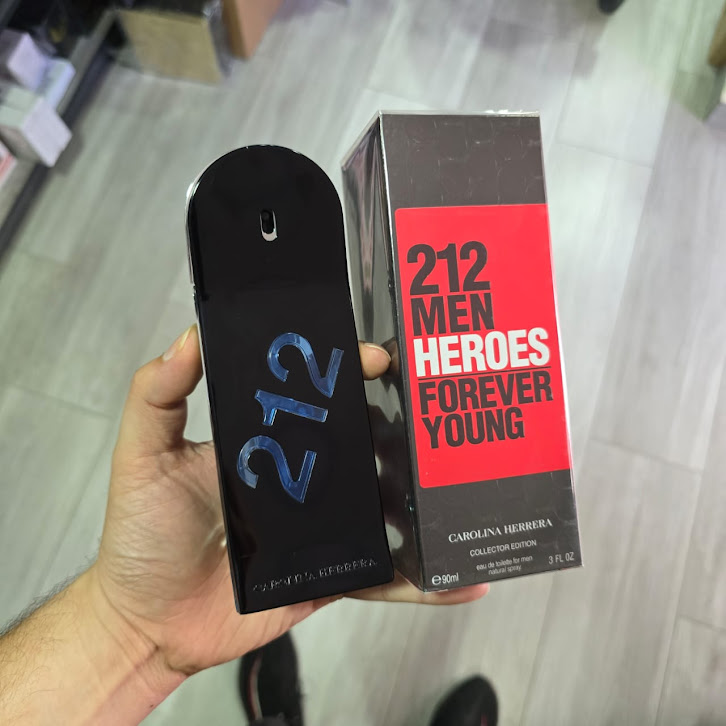 212
CAROLINA HERRERA
212
MEN
HEROES
FOREVER
YOUNG
CAROLINA HERRERA
COLLECTOR EDITION
eau de toilette for men
natural spray
℮90ml
3 FL OZ